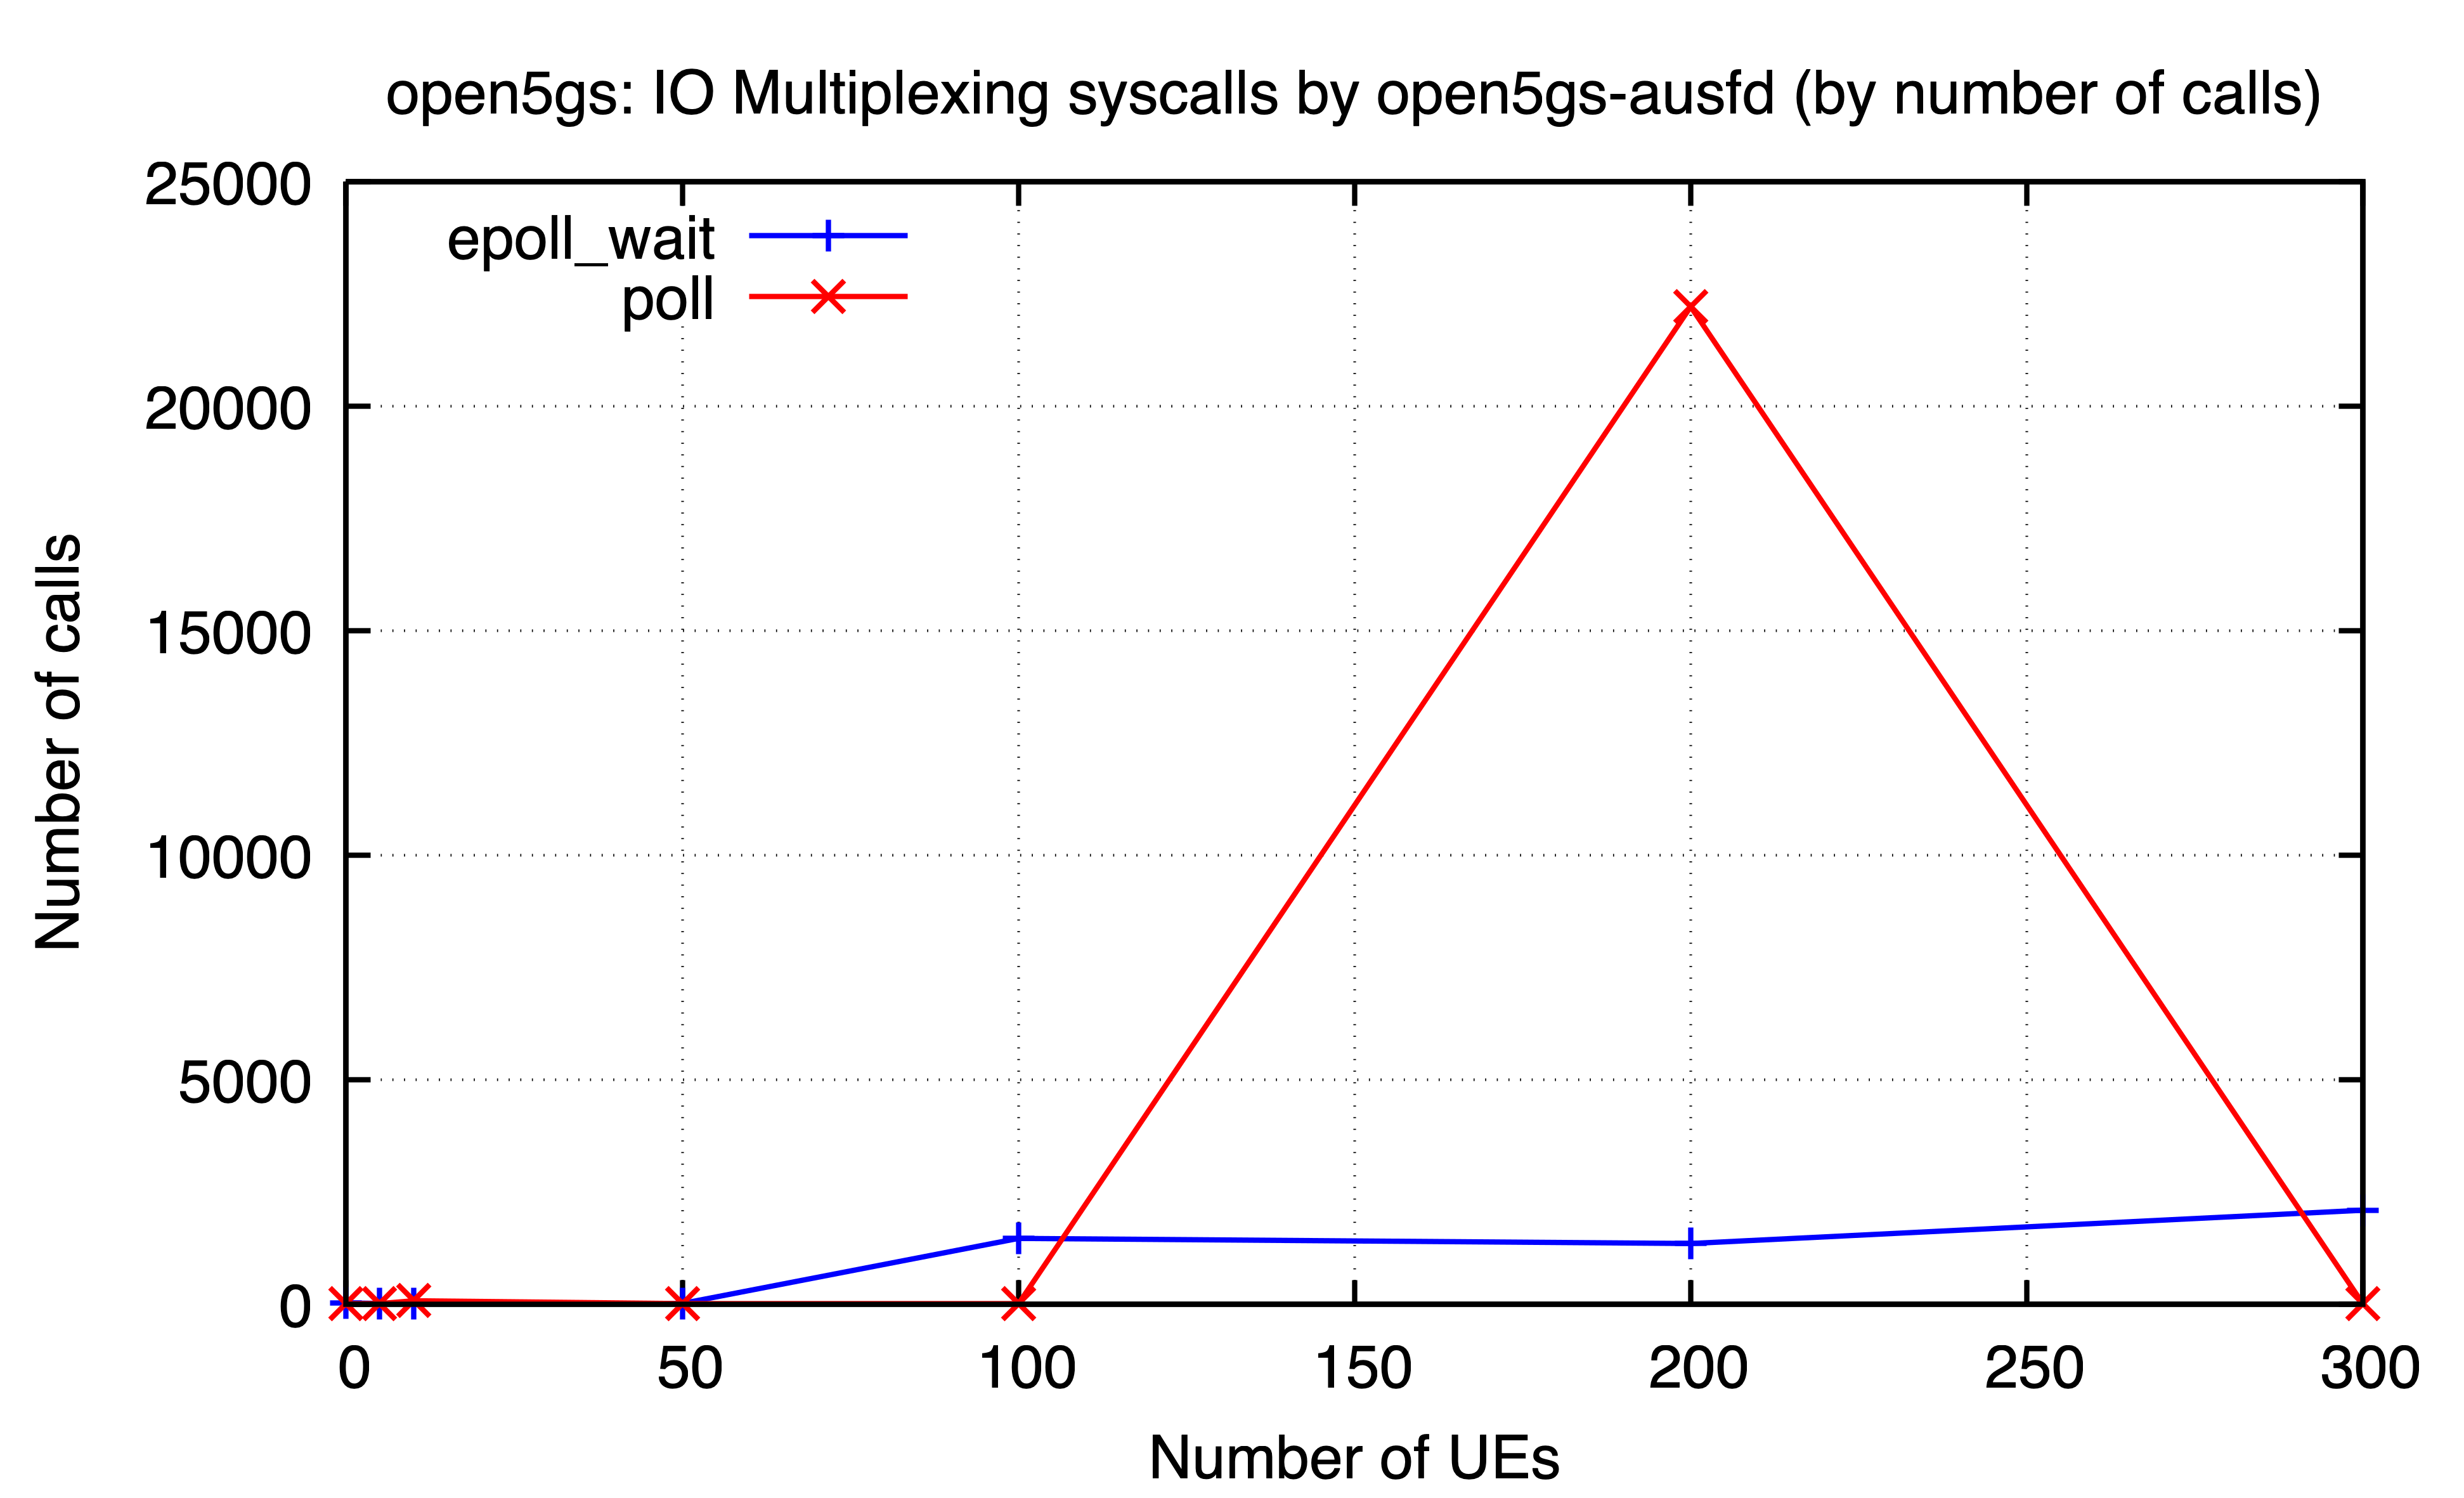 open5gs: IO Multiplexing syscalls by open5gs-ausfd (by number of calls)
25000
20000
15000
10000
5000
0
Number of calls
epoll_wait
poll
0 50 100 150 200 250 300
Number of UEs